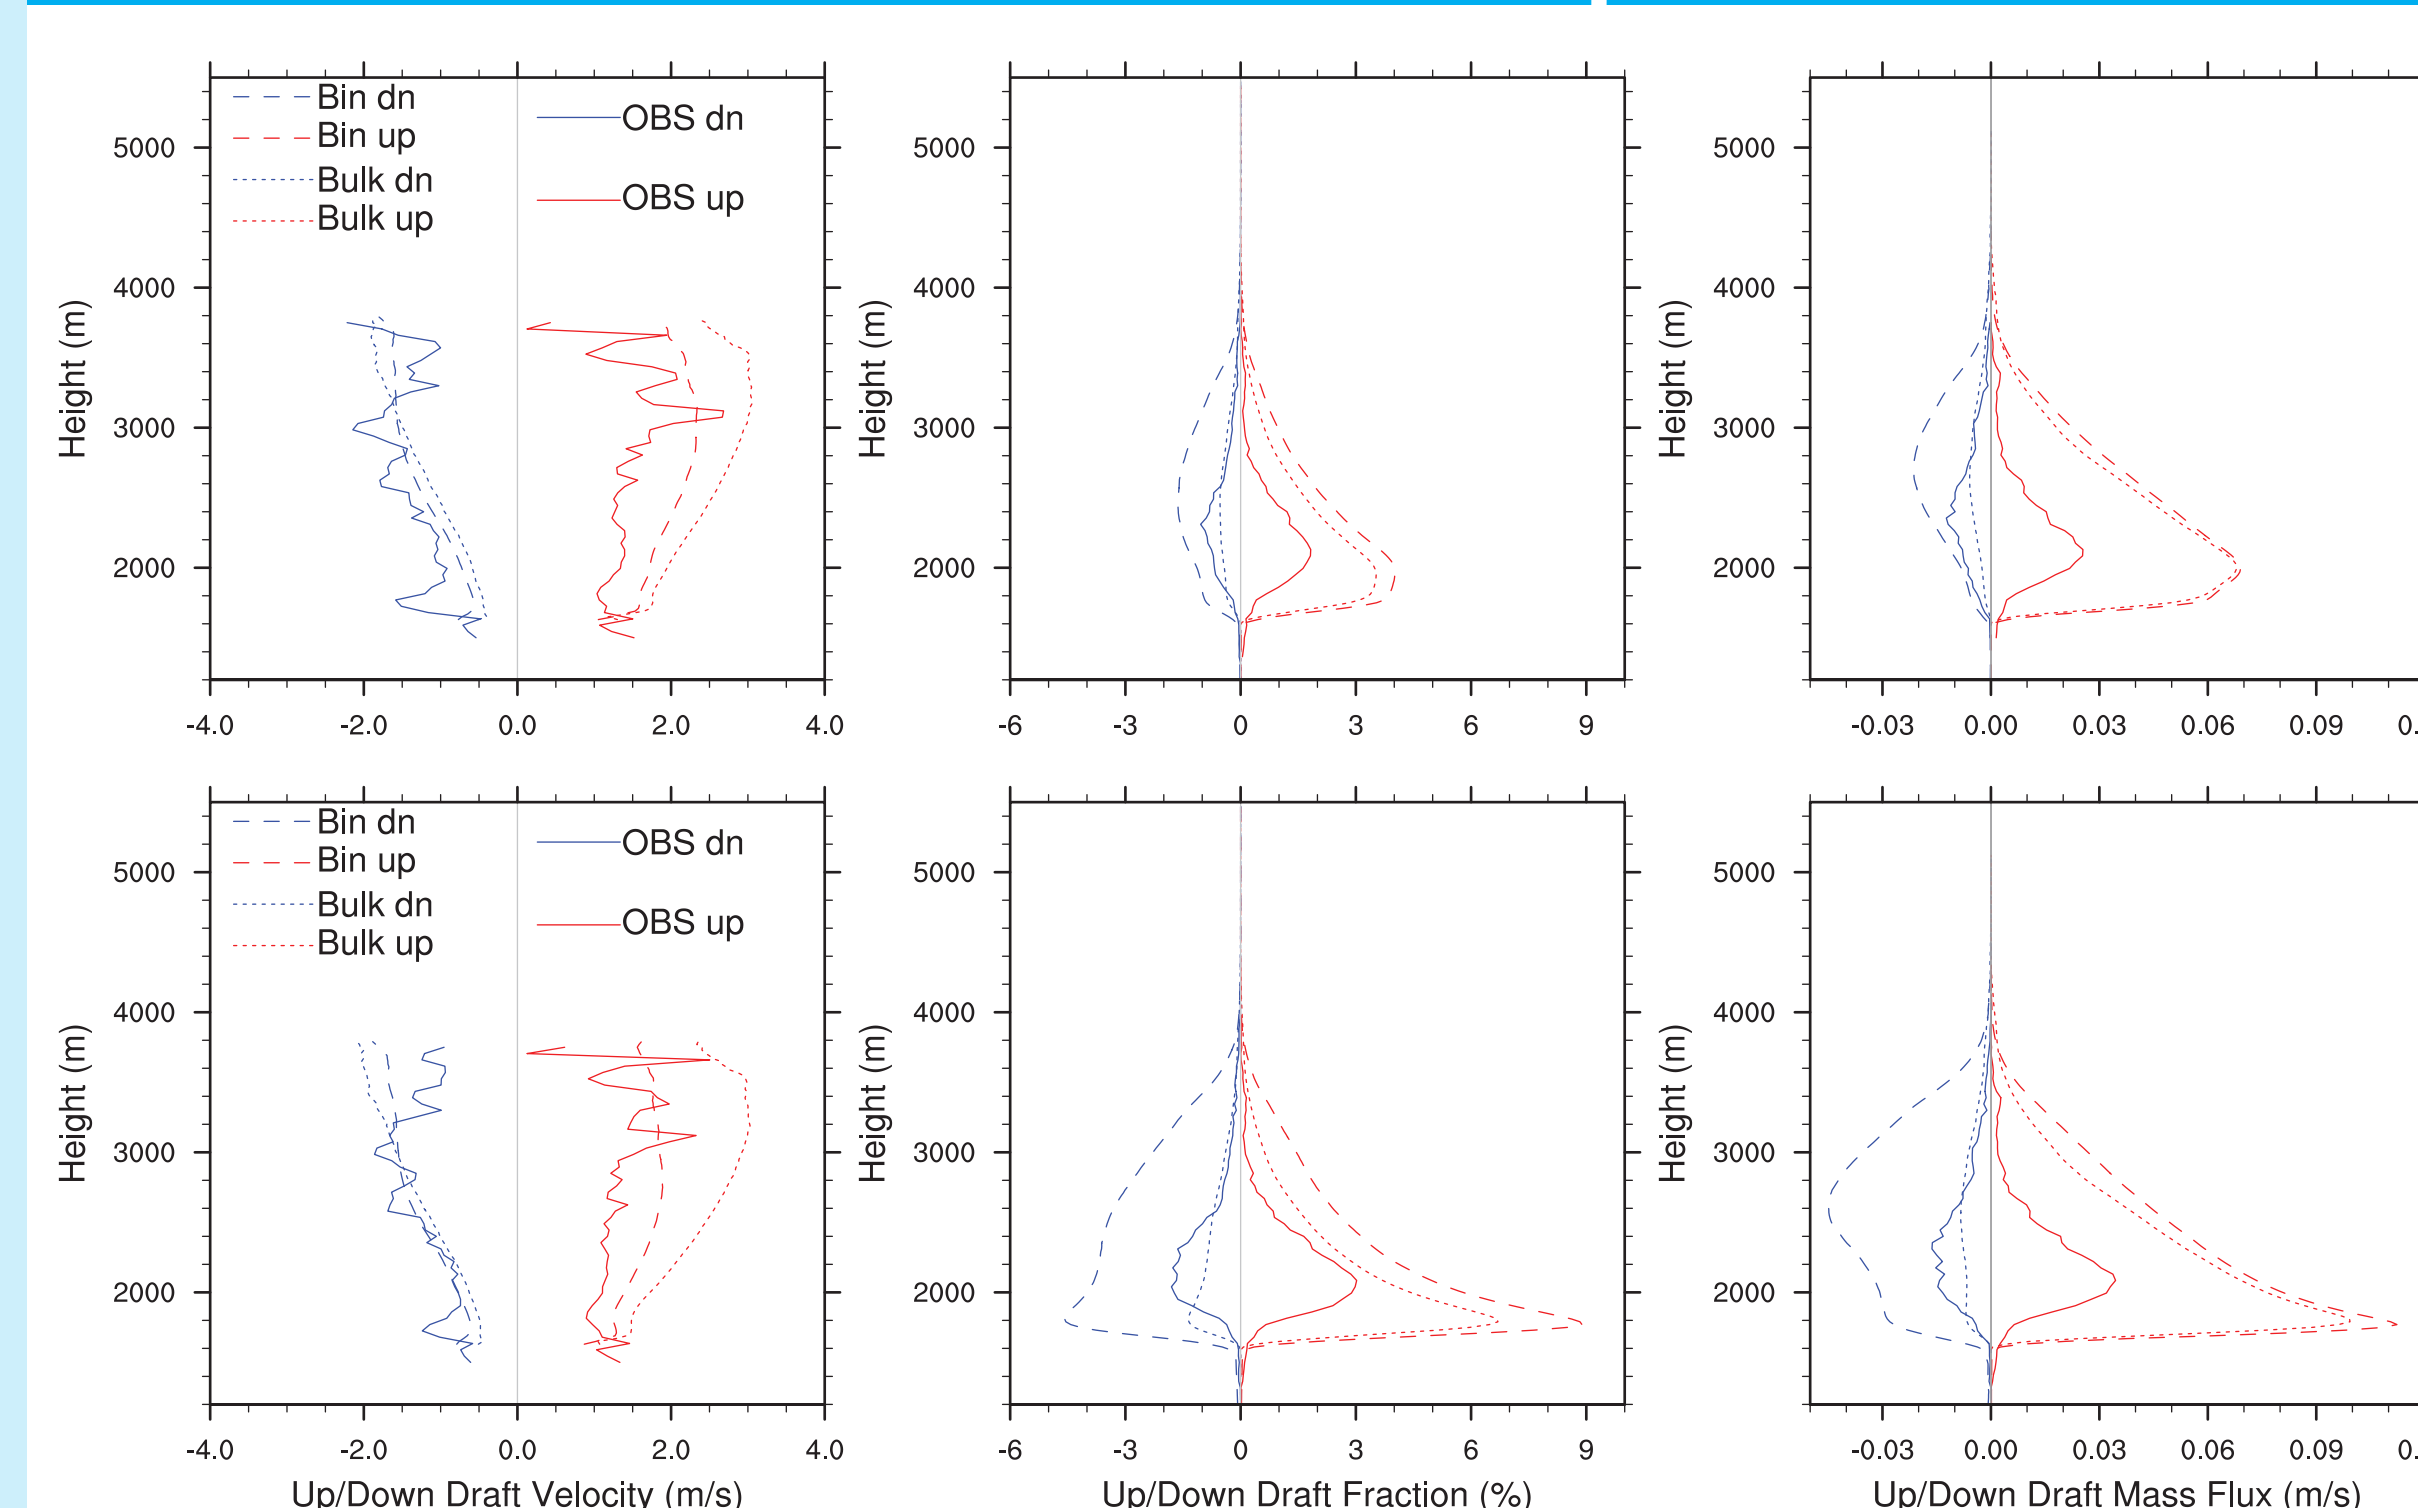 Bin dn
Bin up
Bulk dn
Bulk up
OBS dn
OBS up
Height (m)
5000
4000
3000
2000
-4.0 -2.0 0.0 2.0 4.0
Height (m)
5000
4000
3000
2000
-6 -3 0 3 6 9
Height (m)
5000
4000
3000
2000
-0.03 0.00 0.03 0.06 0.09 0.
Bin dn
Bin up
Bulk dn
Bulk up
OBS dn
OBS up
Height (m)
5000
4000
3000
2000
-4.0 -2.0 0.0 2.0 4.0
Up/Down Draft Velocity (m/s)
Height (m)
5000
4000
3000
2000
-6 -3 0 3 6 9
Up/Down Draft Fraction (%)
Height (m)
5000
4000
3000
2000
-0.03 0.00 0.03 0.06 0.09 0.
Up/Down Draft Mass Flux (m/s)